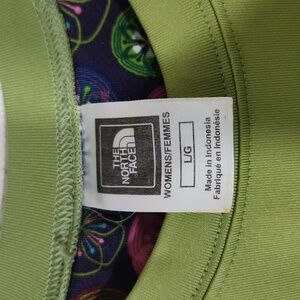 THE
NORTH
FACE
WOMENS/FEMMES
L/G
Made in Indonesia
Fabriqué en Indonésie